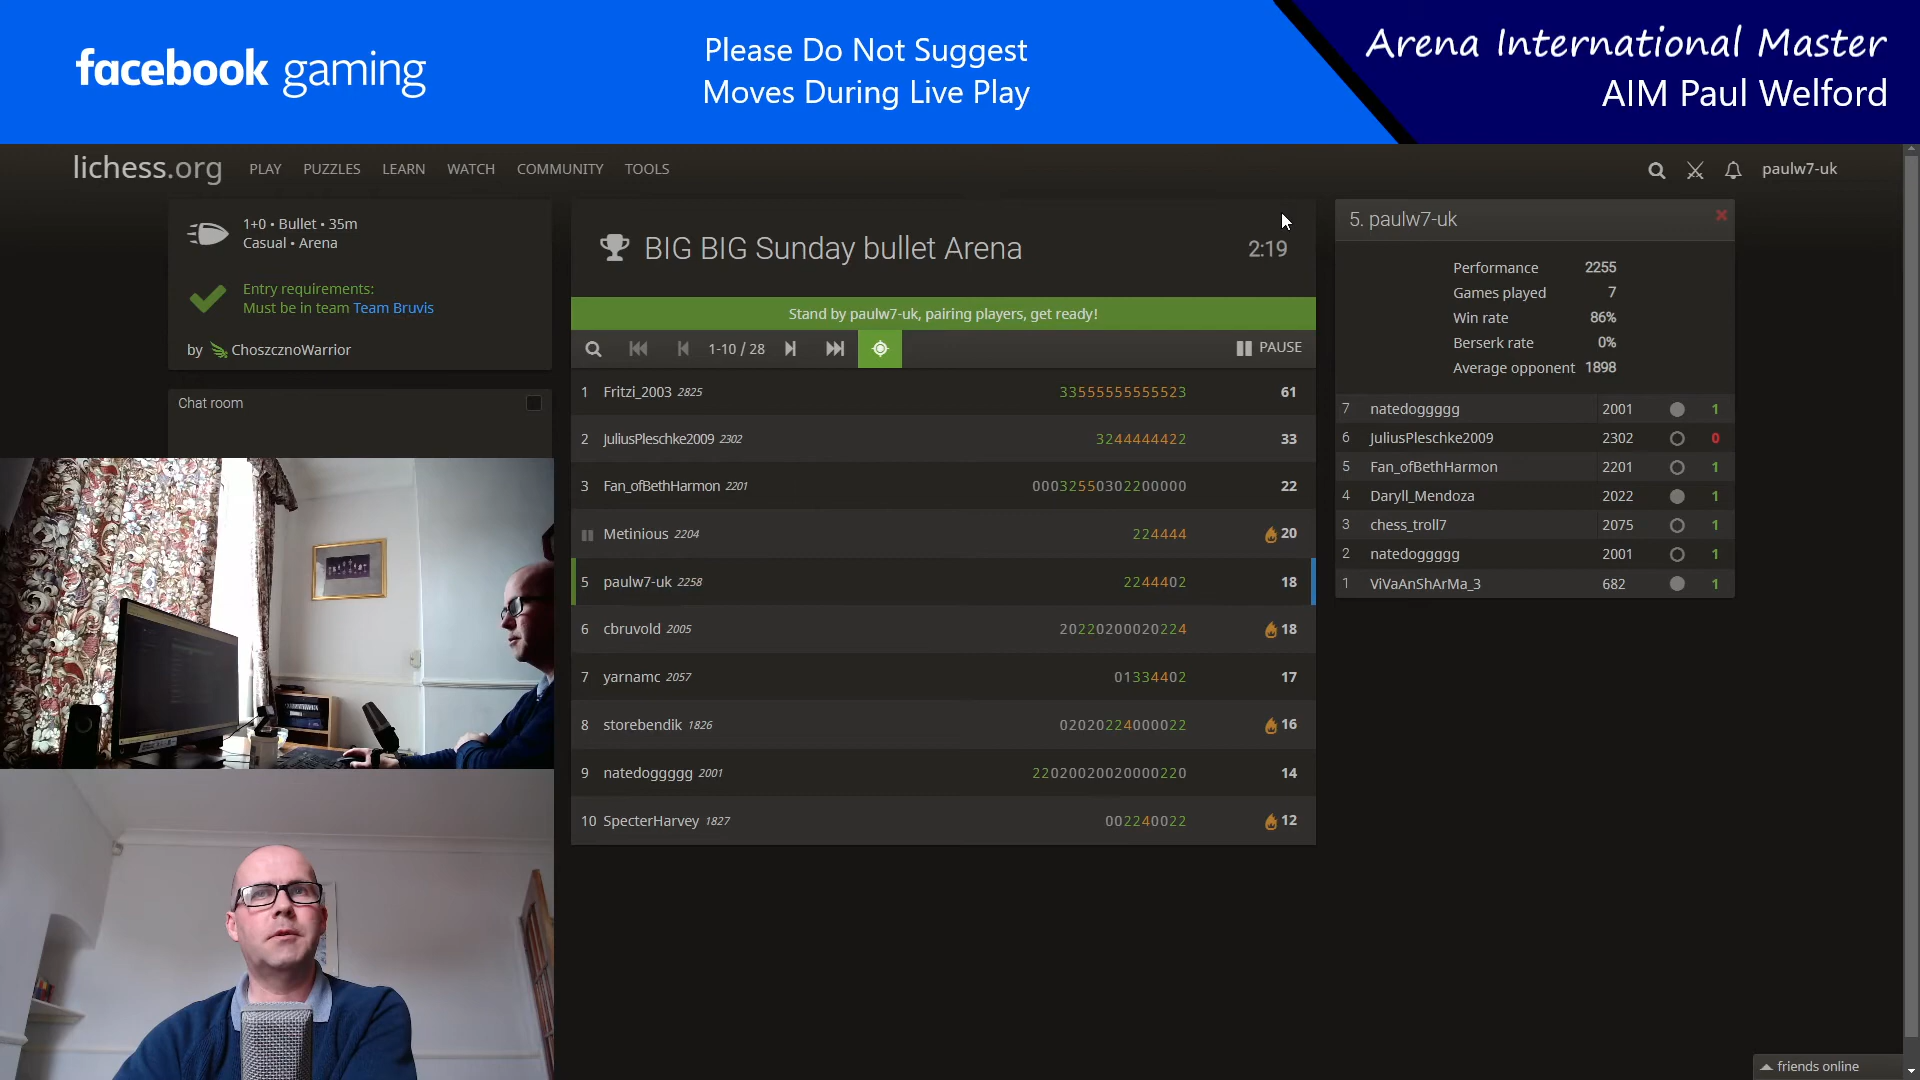 facebook gaming
Please Do Not Suggest
Moves During Live Play
Arena International Master
AIM Paul Welford
lichess.org PLAY PUZZLES LEARN WATCH COMMUNITY TOOLS paulw7-uk
1+0 • Bullet • 35m
Casual • Arena
Entry requirements:
Must be in team Team Bruvis
by ChoszcznoWarrior
Chat room
BIG BIG Sunday bullet Arena 2:19
Stand by paulw7-uk, pairing players, get ready!
1-10 / 28 PAUSE
1 Fritzi_2003 2825 33555555555523 61
2 JuliusPleschke2009 2302 3244444422 33
3 Fan_ofBethHarmon 2201 00032550302200000 22
Metinious 2204 224444 20
5 paulw7-uk 2258 2244402 18
6 cbruvold 2005 20220200020224 18
7 yarnamc 2057 01334402 17
8 storebendik 1826 02020224000022 16
9 natedoggggg 2001 22020020020000220 14
10 SpecterHarvey 1827 002240022 12
5. paulw7-uk
Performance 2255
Games played 7
Win rate 86%
Berserk rate 0%
Average opponent 1898
7 natedoggggg 2001 1
6 JuliusPleschke2009 2302 0
5 Fan_ofBethHarmon 2201 1
4 Daryll_Mendoza 2022 1
3 chess_troll7 2075 1
2 natedoggggg 2001 1
1 ViVaAnShArMa_3 682 1
friends online